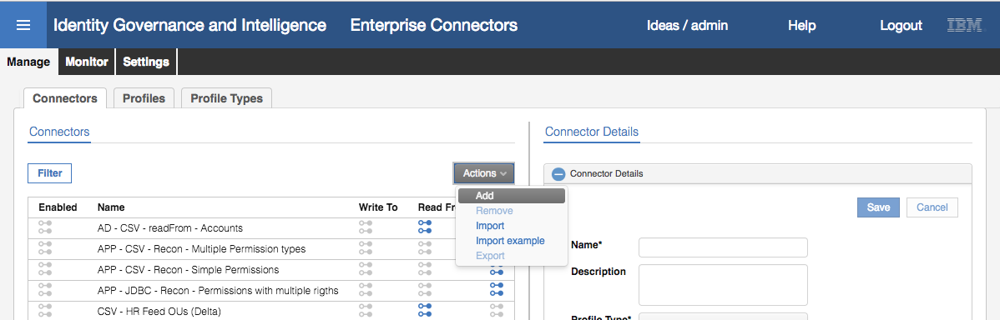 Identity Governance and Intelligence Enterprise Connectors Ideas / admin Help Logout IBM
Manage Monitor Settings
Connectors Profiles Profile Types
Connectors
Filter
Actions
Add
Remove
Import
Import example
Export
Enabled Name Write To Read Fr
AD - CSV - readFrom - Accounts
APP - CSV - Recon - Multiple Permission types
APP - CSV - Recon - Simple Permissions
APP - JDBC - Recon - Permissions with multiple rigths
CSV - HR Feed OUs (Delta)
Connector Details
Connector Details
Save Cancel
Name*
Description
Profile Type*